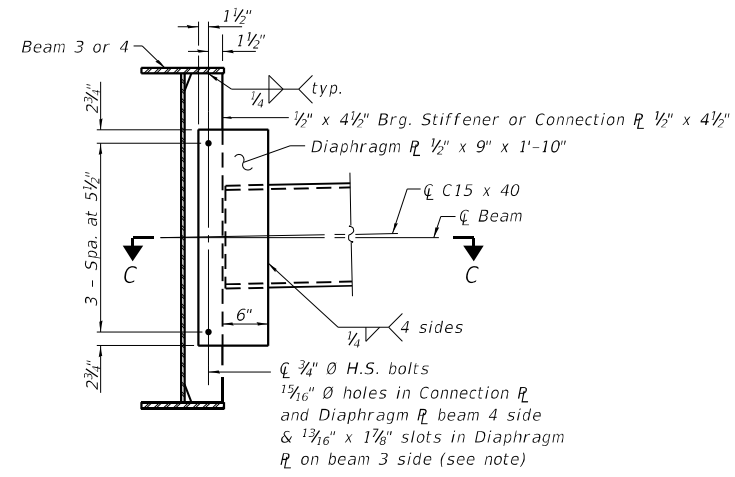 1½"
1½"
Beam 3 or 4
¼ typ.
2¾"
½" x 4½" Brg. Stiffener or Connection ℄ ½" x 4½"
Diaphragm ⅊ ½" x 9" x 1'-10"
℄ C15 x 40
℄ Beam
3 - Spa. at 5½"
C C
6"
¼ 4 sides
2¾"
℄ ¾" Ø H.S. bolts
15/16" Ø holes in Connection ⅊
and Diaphragm ⅊ beam 4 side
& 13/16" x 1⅞" slots in Diaphragm
⅊ on beam 3 side (see note)